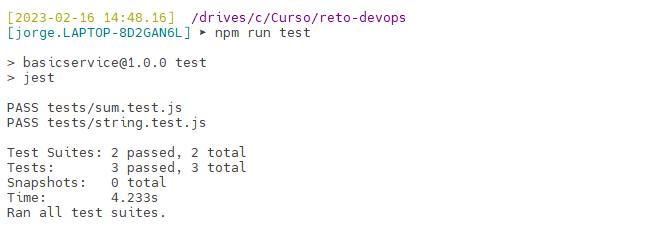 [2023-02-16 14:48.16]  /drives/c/Curso/reto-devops
[jorge.LAPTOP-8D2GAN6L] ➤ npm run test
> basicservice@1.0.0 test
> jest
PASS tests/sum.test.js
PASS tests/string.test.js
Test Suites: 2 passed, 2 total
Tests:       3 passed, 3 total
Snapshots:   0 total
Time:        4.233s
Ran all test suites.